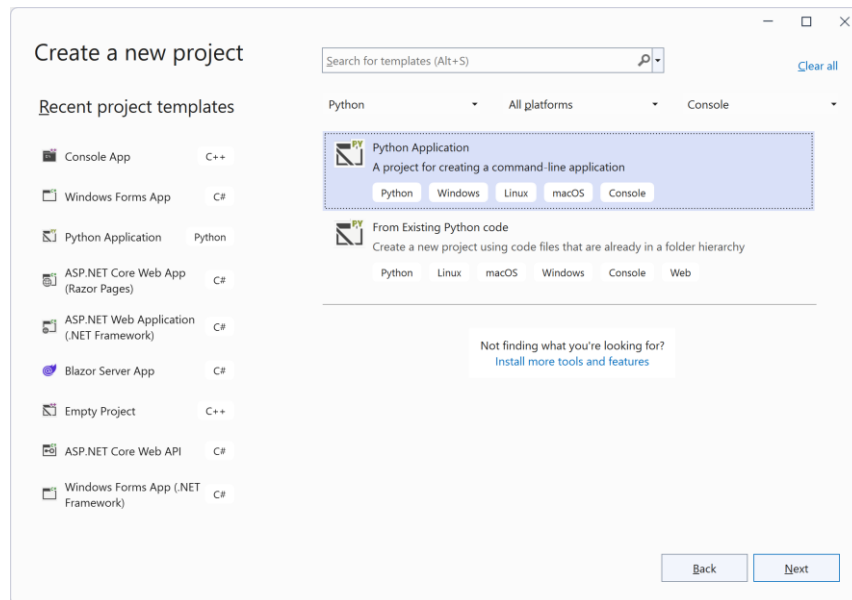 Create a new project
Search for templates (Alt+S)
Clear all
Recent project templates
Python
All platforms
Console
Console App
C++
Windows Forms App
C#
Python Application
Python
ASP.NET Core Web App
(Razor Pages)
C#
ASP.NET Web Application
(.NET Framework)
C#
Blazor Server App
C#
Empty Project
C++
ASP.NET Core Web API
C#
Windows Forms App (.NET
Framework)
C#
PY
Python Application
A project for creating a command-line application
Python
Windows
Linux
macOS
Console
PY
From Existing Python code
Create a new project using code files that are already in a folder hierarchy
Python
Linux
macOS
Windows
Console
Web
Not finding what you're looking for?
Install more tools and features
Back
Next